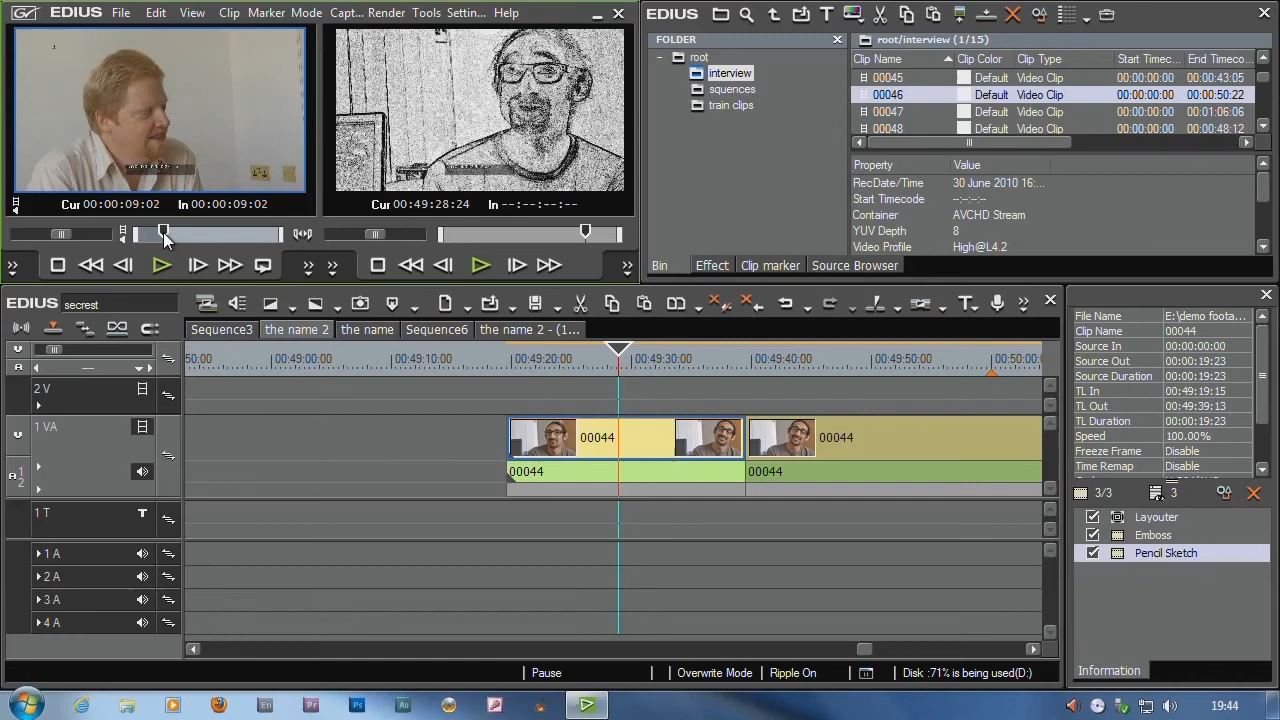 EDIUS File Edit View Clip Marker Mode Capt... Render Tools Settin... Help
Cur 00:00:09:02 In 00:00:09:02
Cur 00:49:28:24 In --:--:--:--
EDIUS
FOLDER
root
interview
squences
train clips
root/interview (1/15)
Clip Name Clip Color Clip Type Start Timec... End Timeco...
00045 Default Video Clip 00:00:00:00 00:00:43:05
00046 Default Video Clip 00:00:00:00 00:00:50:22
00047 Default Video Clip 00:00:00:00 00:01:06:06
00048 Default Video Clip 00:00:00:00 00:00:48:12
Property Value
RecDate/Time 30 June 2010 16:...
Start Timecode --:--:--:--
Container AVCHD Stream
YUV Depth 8
Video Profile High@L4.2
Bin Effect Clip marker Source Browser
EDIUS secrest
Sequence3 the name 2 the name Sequence6 the name 2 - (1...
50:00 00:49:00:00 00:49:10:00 00:49:20:00 00:49:30:00 00:49:40:00 00:49:50:00 00:50:00:00
2 V
1 VA
00044 00044
1
2
00044 00044
1 T T
1 A
2 A
3 A
4 A
Pause Overwrite Mode Ripple On Disk :71% is being used(D:)
File Name E:\demo foota...
Clip Name 00044
Source In 00:00:00:00
Source Out 00:00:19:23
Source Duration 00:00:19:23
TL In 00:49:19:15
TL Out 00:49:39:13
TL Duration 00:00:19:23
Speed 100.00%
Freeze Frame Disable
Time Remap Disable
3/3 3
Layouter
Emboss
Pencil Sketch
Information
En Pr Ps Au
19:44